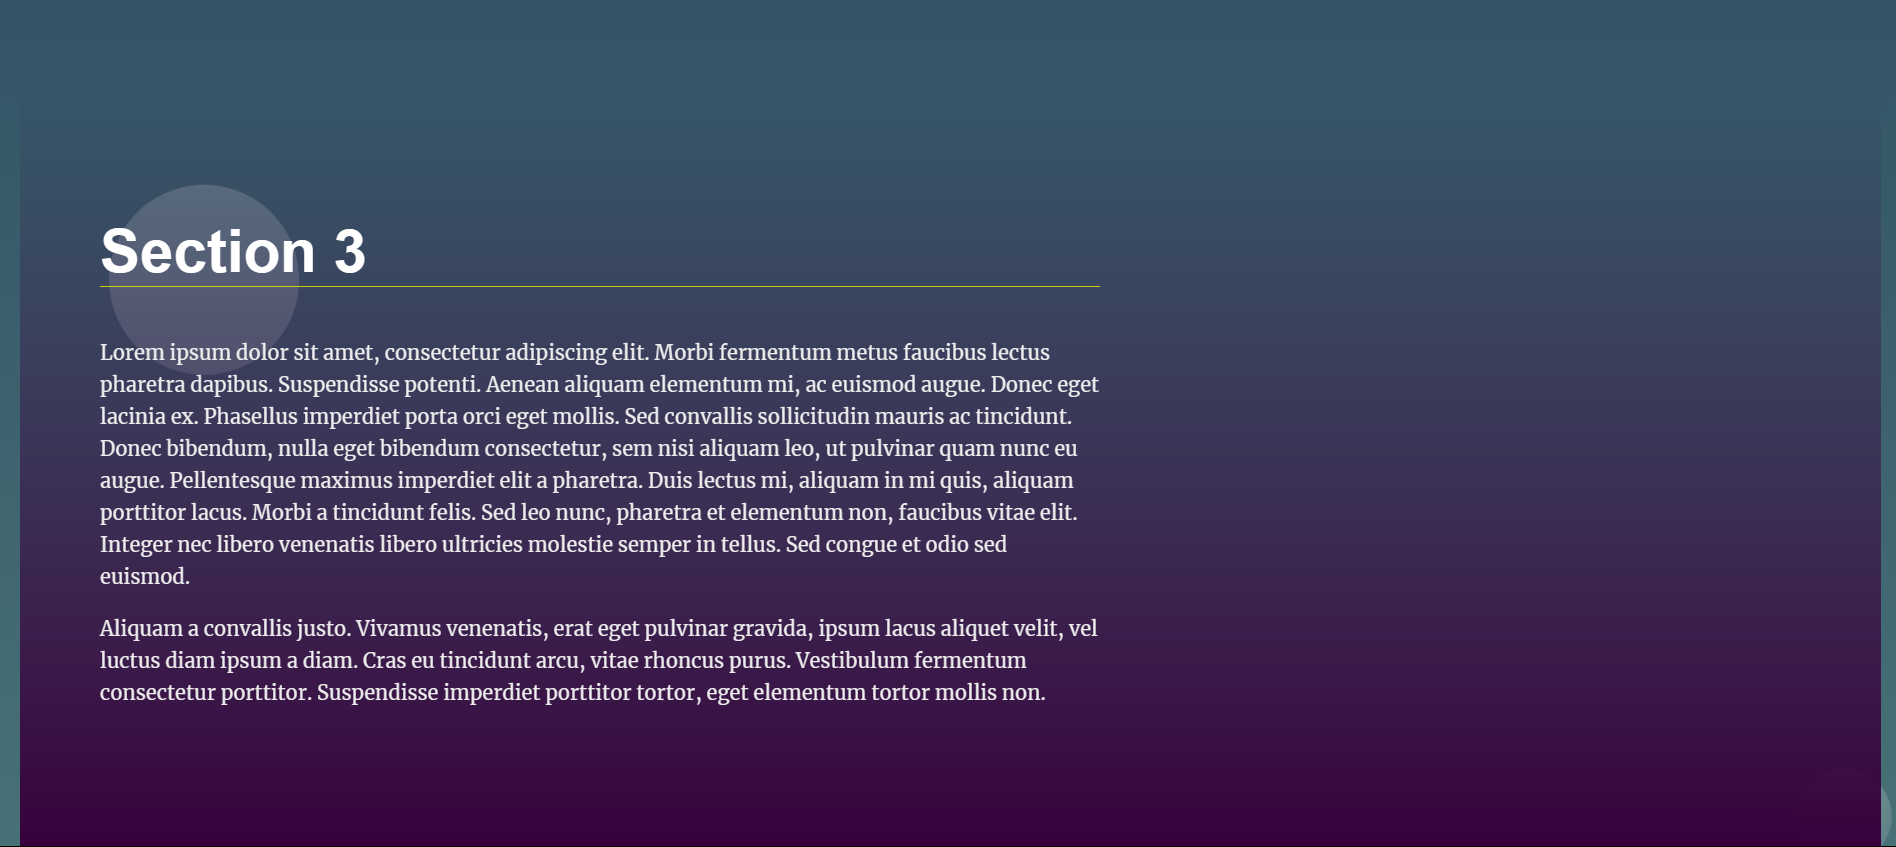 Section 3
Lorem ipsum dolor sit amet, consectetur adipiscing elit. Morbi fermentum metus faucibus lectus
pharetra dapibus. Suspendisse potenti. Aenean aliquam elementum mi, ac euismod augue. Donec eget
lacinia ex. Phasellus imperdiet porta orci eget mollis. Sed convallis sollicitudin mauris ac tincidunt.
Donec bibendum, nulla eget bibendum consectetur, sem nisi aliquam leo, ut pulvinar quam nunc eu
augue. Pellentesque maximus imperdiet elit a pharetra. Duis lectus mi, aliquam in mi quis, aliquam
porttitor lacus. Morbi a tincidunt felis. Sed leo nunc, pharetra et elementum non, faucibus vitae elit.
Integer nec libero venenatis libero ultricies molestie semper in tellus. Sed congue et odio sed
euismod.
Aliquam a convallis justo. Vivamus venenatis, erat eget pulvinar gravida, ipsum lacus aliquet velit, vel
luctus diam ipsum a diam. Cras eu tincidunt arcu, vitae rhoncus purus. Vestibulum fermentum
consectetur porttitor. Suspendisse imperdiet porttitor tortor, eget elementum tortor mollis non.